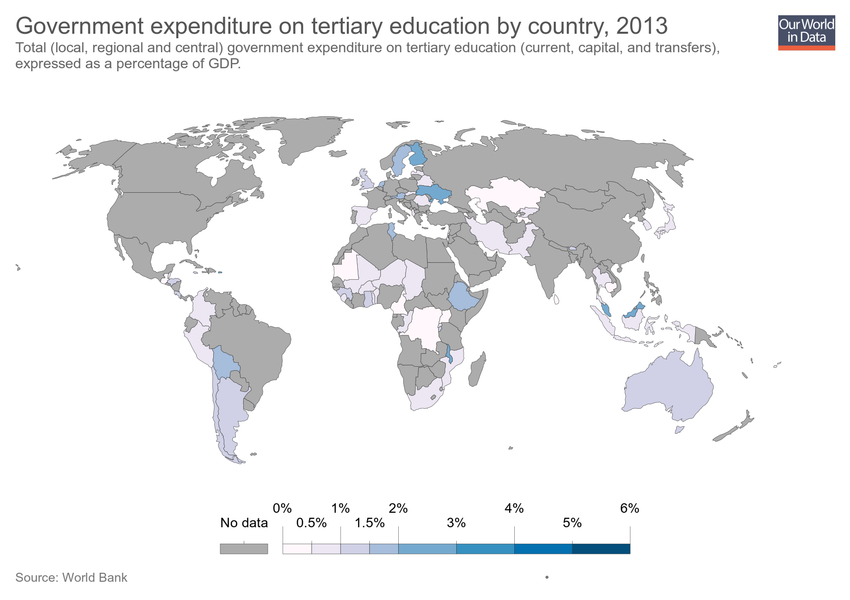 Government expenditure on tertiary education by country, 2013
Our World
in Data
Total (local, regional and central) government expenditure on tertiary education (current, capital, and transfers),
expressed as a percentage of GDP.
0% 1% 2% 4% 6%
No data 0.5% 1.5% 3% 5%
Source: World Bank